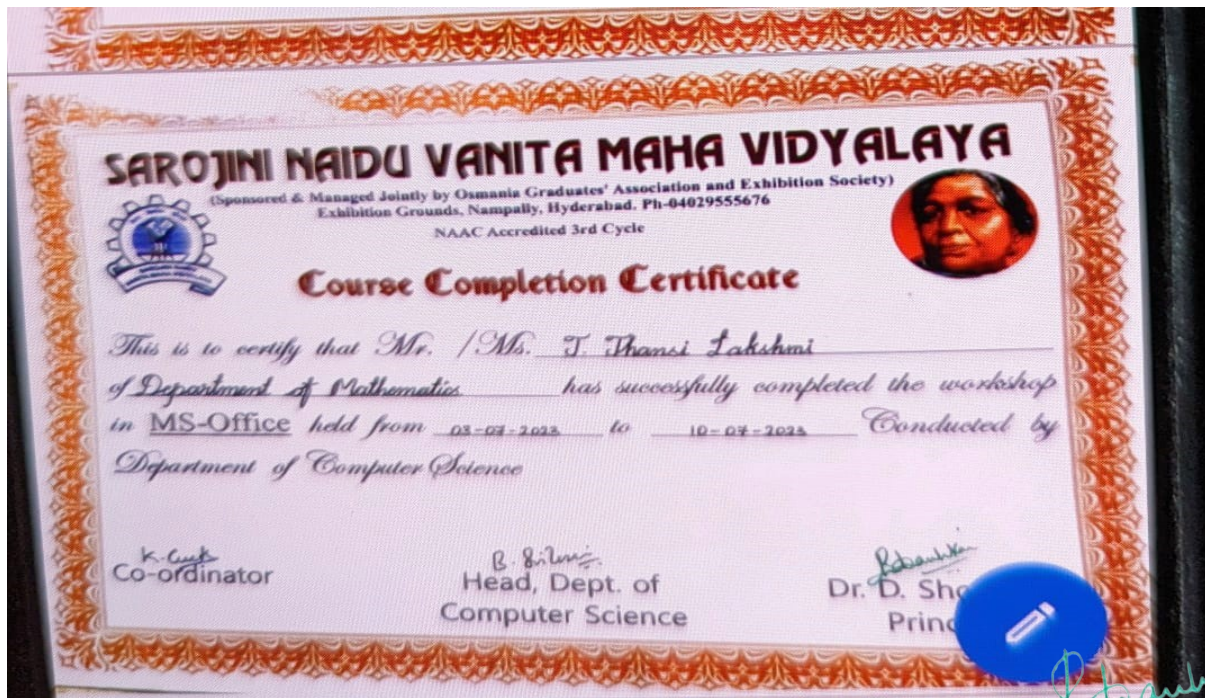 SAROJINI NAIDU VANITA MAHA VIDYALAYA
(Sponsored & Managed Jointly by Osmania Graduates' Association and Exhibition Society)
Exhibition Grounds, Nampally, Hyderabad. Ph-04029555676
NAAC Accredited 3rd Cycle
Course Completion Certificate
This is to certify that Mr. /Ms. J. Jhansi Lakshmi
of Department of Mathematics has successfully completed the workshop
in MS-Office held from 03-07-2023 to 10-07-2023 Conducted by
Department of Computer Science
Co-ordinator
Head, Dept. of
Computer Science
Dr. D. Sho
Princ